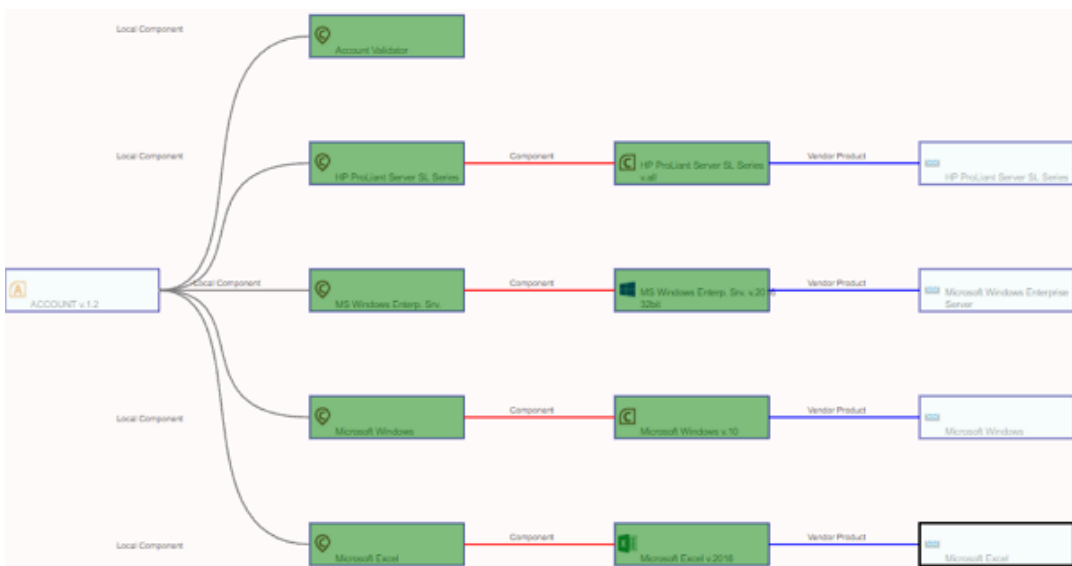 Local Component
Account Validator
Local Component
HP ProLiant Server SL Series
Component
HP ProLiant Server SL Series
v.all
Vendor Product
HP ProLiant Server SL Series
ACCOUNT v.1.2
Local Component
MS Windows Enterp. Srv.
Component
MS Windows Enterp. Srv. v.2016
32bit
Vendor Product
Microsoft Windows Enterprise
Server
Local Component
Microsoft Windows
Component
Microsoft Windows v.10
Vendor Product
Microsoft Windows
Local Component
Microsoft Excel
Component
Microsoft Excel v.2016
Vendor Product
Microsoft Excel